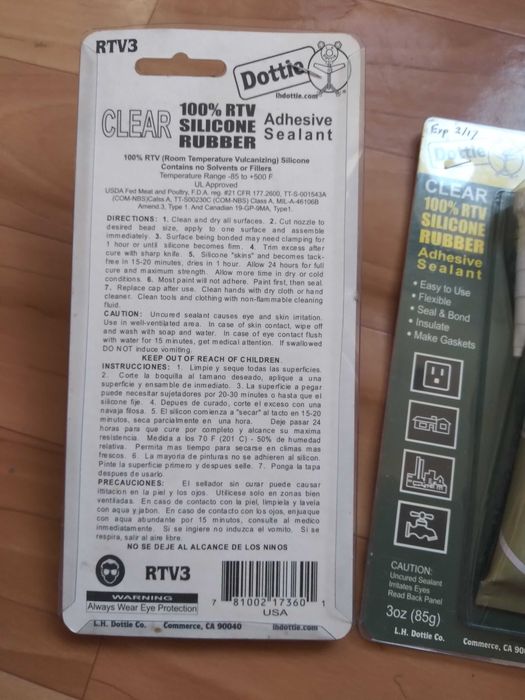 RTV3
Dottie
lhdottie.com
CLEAR 100% RTV SILICONE RUBBER Adhesive Sealant
100% RTV (Room Temperature Vulcanizing) Silicone
Contains no Solvents or Fillers
Temperature Range -85 to +500 F
UL Approved
USDA Fed Meat and Poultry, F.D.A. reg. #21 CFR 177.2600, TT-S-001543A
(COM-NBS)Calss A, TT-S00230C (COM-NBS) Class A, MIL-A-46106B
Amend.3, Type 1. And Canadian 19-GP-9MA, Type1.
DIRECTIONS: 1. Clean and dry all surfaces. 2. Cut nozzle to
desired bead size, apply to one surface and assemble
immediately. 3. Surface being bonded may need clamping for
1 hour or until silicone becomes firm. 4. Trim excess after
cure with sharp knife. 5. Silicone "skins" and becomes tack-
free in 15-20 minutes, dries in 1 hour. Allow 24 hours for full
cure and maximum strength. Allow more time in dry or cold
conditions. 6. Most paint will not adhere. Paint first, then seal.
7. Replace cap after use. Clean hands with dry cloth or hand
cleaner. Clean tools and clothing with non-flammable cleaning
fluid.
CAUTION: Uncured sealant causes eye and skin irritation.
Use in well-ventilated area. In case of skin contact, wipe off
and wash with soap and water. In case of eye contact flush
with water for 15 minutes, get medical attention. If swallowed
DO NOT induce vomiting.
KEEP OUT OF REACH OF CHILDREN.
INSTRUCCIONES: 1. Limpie y seque todas las superficies.
2. Corte la boquilla al tamano deseado, aplique a una
superficie y ensamble de inmediato. 3. La superficie a pegar
puede necesitar sujetadores por 20-30 minutos o hasta que el
silicone fije. 4. Depues de curado, corte el exceso con una
navaja filosa. 5. El silicon comienza a "secar" al tacto en 15-20
minutos, seca parcialmente en una hora. Deje pasar 24
horas para que cure por completo y alcance su maxima
resistencia. Medida a los 70 F (201 C) - 50% de humedad
relativa. Permita mas tiempo para secarse en climas mas
frescos. 6. La mayoria de pinturas no se adhieren al silicon.
Pinte la superficie primero y despues selle. 7. Ponga la tapa
despues de usarlo.
PRECAUCIONES: El sellador sin curar puede causar
irritacion en la piel y los ojos. Utilicese solo en zonas bien
ventiladas. En caso de contacto con la piel, limpiela y lavela
con aqua y jabon. En caso de contacto con los ojos, enjuaque
con aqua abundante por 15 minutos, consulte al medico
inmediatamente. Si se ingiere no induzca el vomito. Si se
respira, salir al aire libre.
NO SE DEJE AL ALCANCE DE LOS NINOS
RTV3
WARNING
Always Wear Eye Protection
7 81002 17360 1
USA
L.H. Dottie Co. Commerce, CA 90040 lhdottie.com
Exp 2/17
Dottie
CLEAR
100% RTV
SILICONE
RUBBER
Adhesive
Sealant
• Easy to Use
• Flexible
• Seal & Bond
• Insulate
• Make Gaskets
CAUTION:
Uncured Sealant
Irritates Eyes
Read Back Panel
3oz (85g)
L.H. Dottie Co. Commerce, CA 900